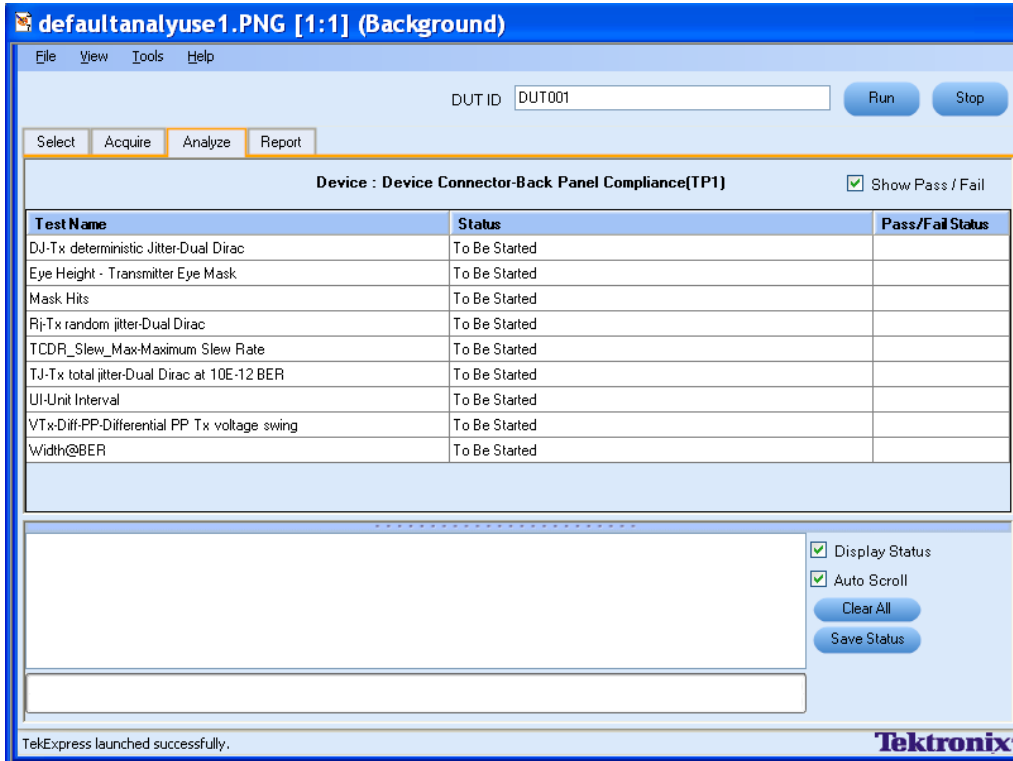 defaultanalyuse1.PNG [1:1] (Background)
File View Tools Help
DUT ID DUT001 Run Stop
Select Acquire Analyze Report
Device : Device Connector-Back Panel Compliance(TP1) Show Pass / Fail
Test Name Status Pass/Fail Status
DJ-Tx deterministic Jitter-Dual Dirac To Be Started
Eye Height - Transmitter Eye Mask To Be Started
Mask Hits To Be Started
Rj-Tx random jitter-Dual Dirac To Be Started
TCDR_Slew_Max-Maximum Slew Rate To Be Started
TJ-Tx total jitter-Dual Dirac at 10E-12 BER To Be Started
UI-Unit Interval To Be Started
VTx-Diff-PP-Differential PP Tx voltage swing To Be Started
Width@BER To Be Started
Display Status
Auto Scroll
Clear All
Save Status
TekExpress launched successfully. Tektronix